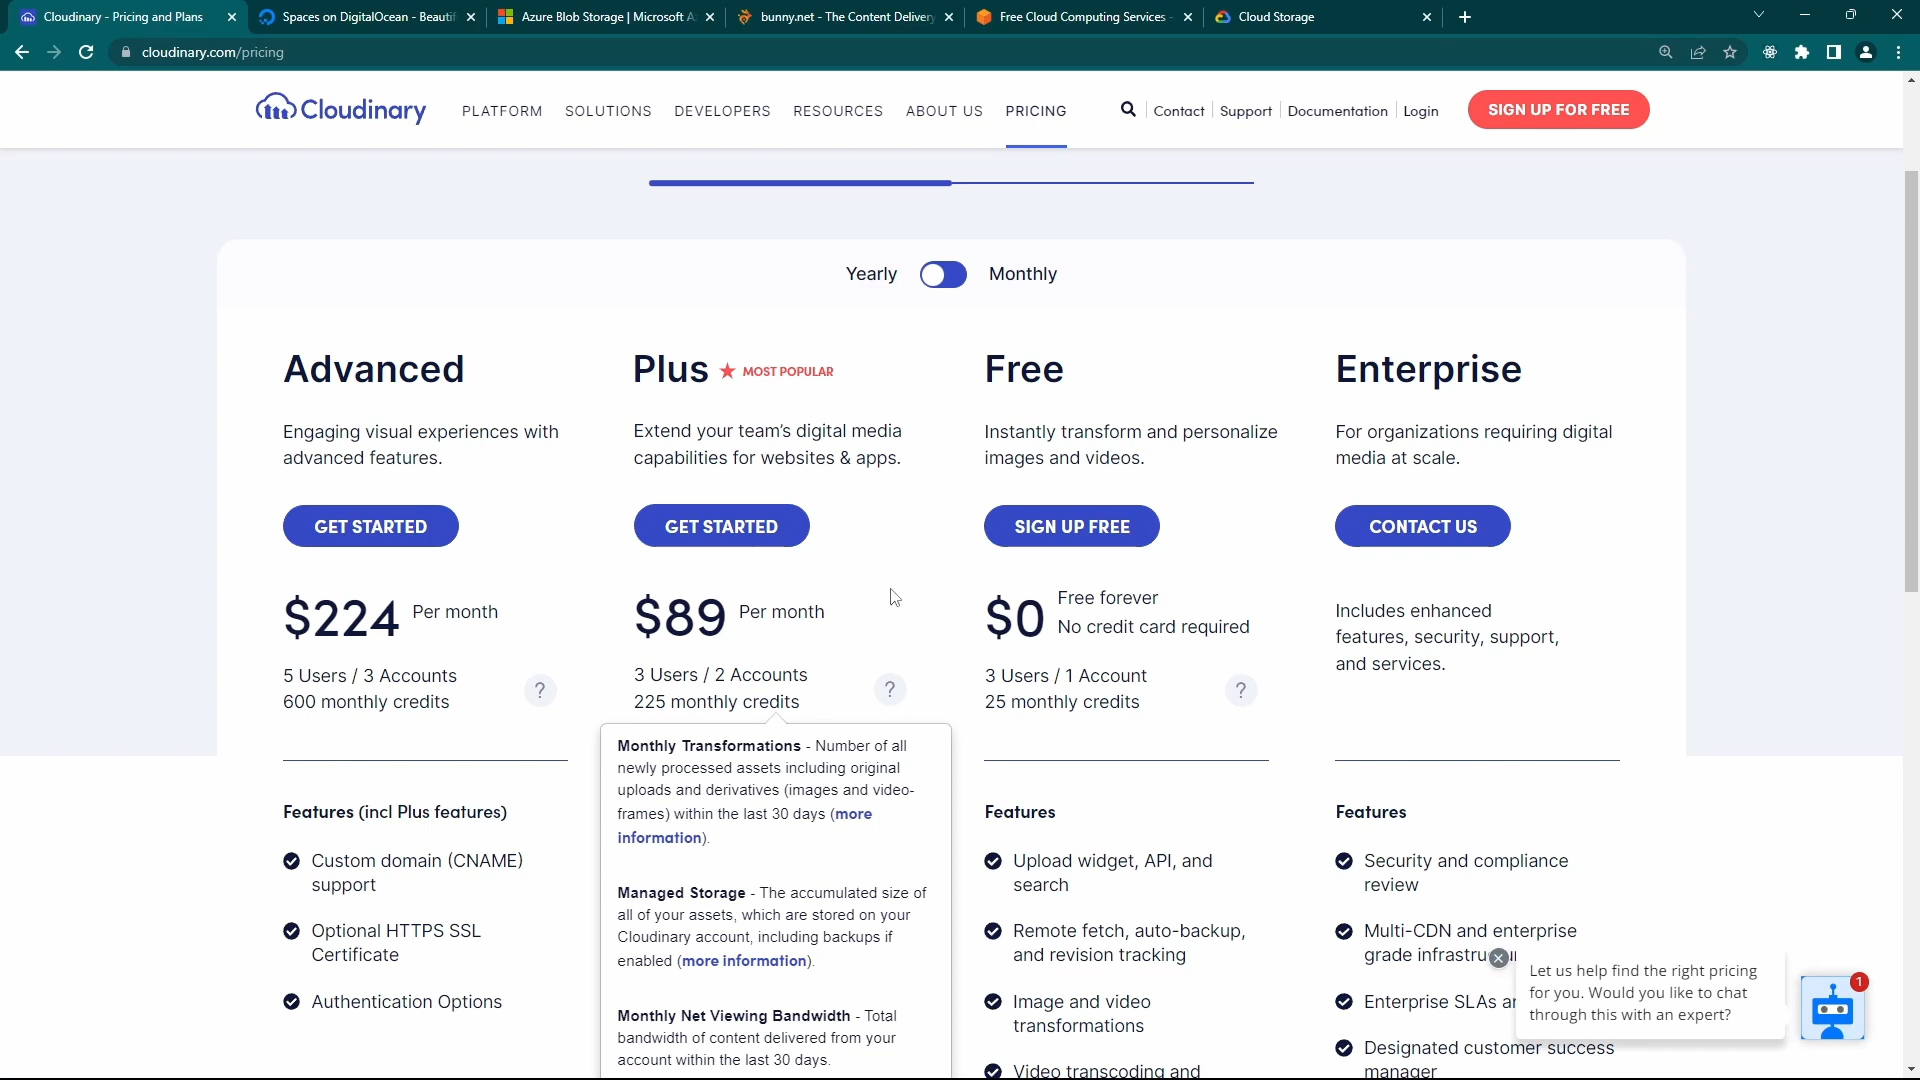 Cloudinary - Pricing and Plans
Spaces on DigitalOcean - Beautif
Azure Blob Storage | Microsoft A
bunny.net - The Content Delivery
Free Cloud Computing Services -
Cloud Storage
cloudinary.com/pricing
Cloudinary
PLATFORM
SOLUTIONS
DEVELOPERS
RESOURCES
ABOUT US
PRICING
Contact
Support
Documentation
Login
SIGN UP FOR FREE
Yearly
Monthly
Advanced
Engaging visual experiences with
advanced features.
GET STARTED
$224 Per month
5 Users / 3 Accounts
600 monthly credits
?
Features (incl Plus features)
Custom domain (CNAME)
support
Optional HTTPS SSL
Certificate
Authentication Options
Plus ★ MOST POPULAR
Extend your team's digital media
capabilities for websites & apps.
GET STARTED
$89 Per month
3 Users / 2 Accounts
225 monthly credits
?
Monthly Transformations - Number of all
newly processed assets including original
uploads and derivatives (images and video-
frames) within the last 30 days (more
information).
Managed Storage - The accumulated size of
all of your assets, which are stored on your
Cloudinary account, including backups if
enabled (more information).
Monthly Net Viewing Bandwidth - Total
bandwidth of content delivered from your
account within the last 30 days.
Free
Instantly transform and personalize
images and videos.
SIGN UP FREE
$0
Free forever
No credit card required
3 Users / 1 Account
25 monthly credits
?
Features
Upload widget, API, and
search
Remote fetch, auto-backup,
and revision tracking
Image and video
transformations
Video transcoding and
Enterprise
For organizations requiring digital
media at scale.
CONTACT US
Includes enhanced
features, security, support,
and services.
Features
Security and compliance
review
Multi-CDN and enterprise
grade infrastru
Enterprise SLAs
Designated customer success
manager
Let us help find the right pricing
for you. Would you like to chat
through this with an expert?
1